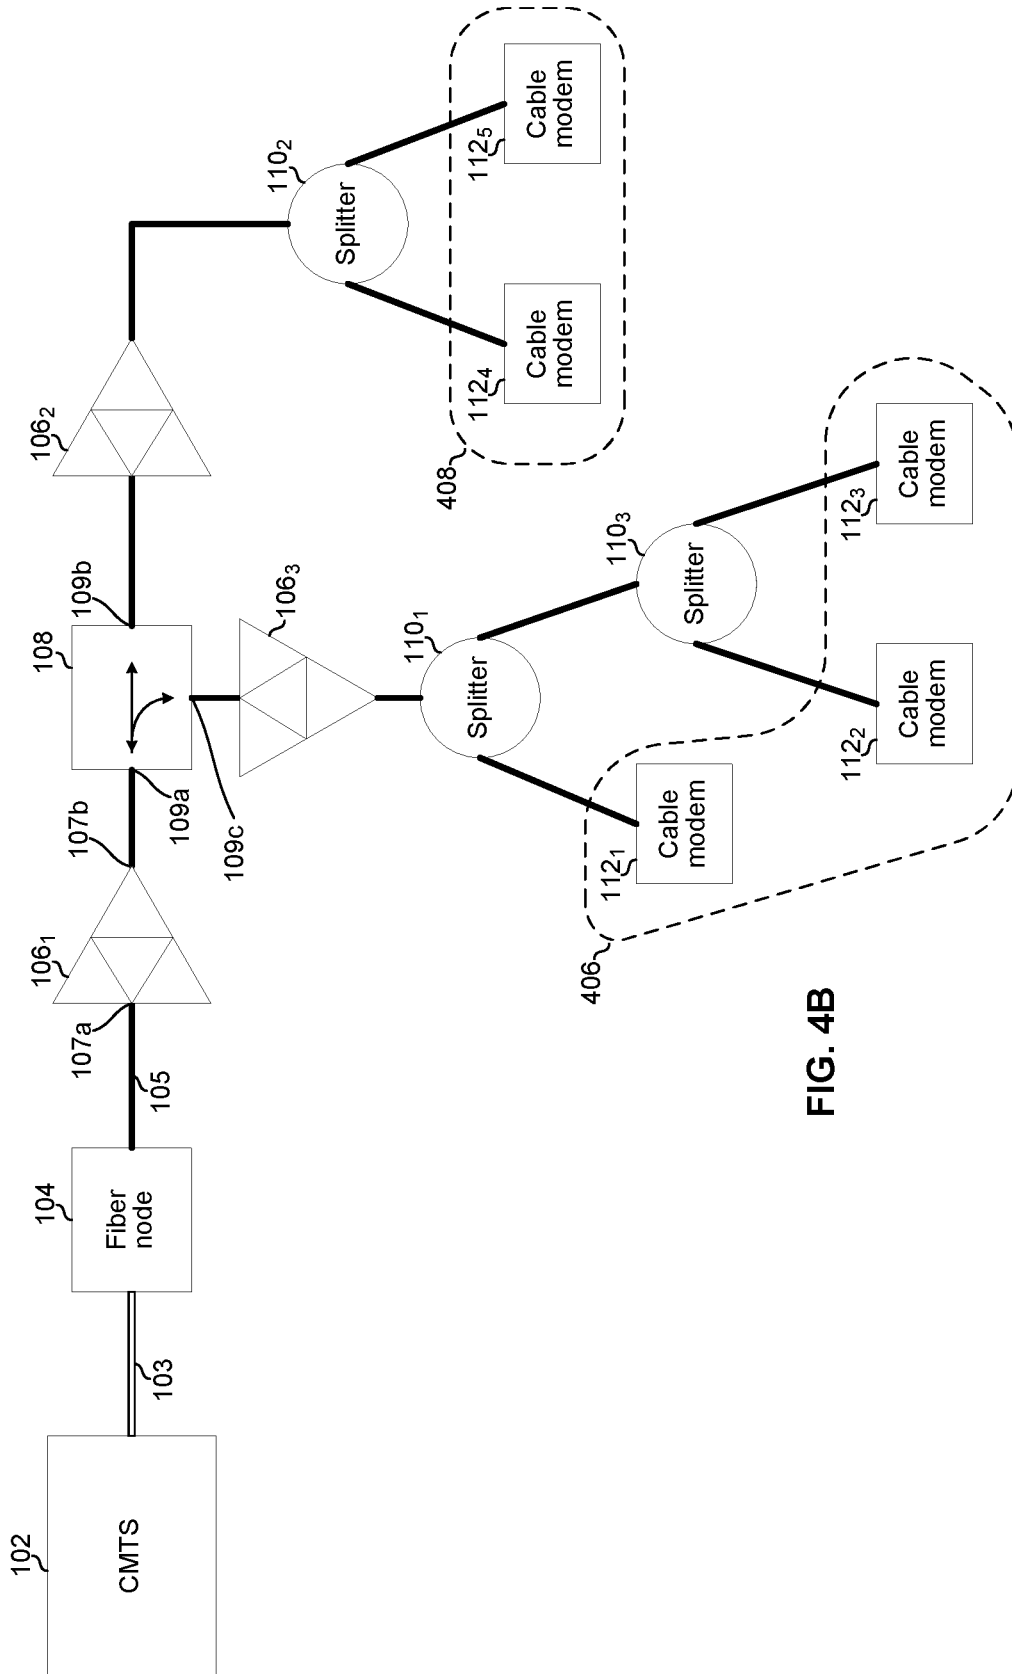 102
CMTS
103
104
Fiber
node
105
107a
106₁
107b
109a
108
109b
109c
106₂
106₃
110₂
Splitter
110₁
Splitter
110₃
Splitter
112₄
Cable
modem
112₅
Cable
modem
408
112₁
Cable
modem
112₂
Cable
modem
112₃
Cable
modem
406
FIG. 4B